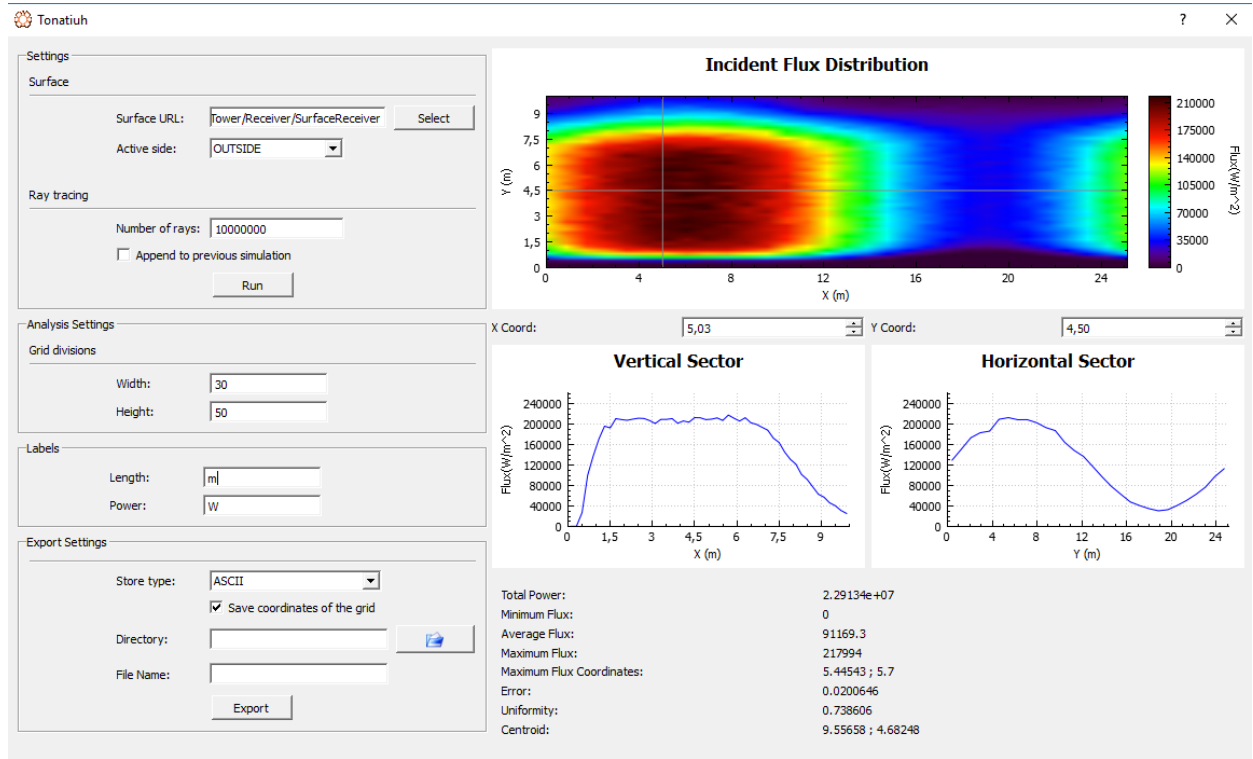 Tonatiuh ? ×
Settings
Surface
Surface URL: Tower/Receiver/SurfaceReceiver Select
Active side: OUTSIDE
Ray tracing
Number of rays: 10000000
Append to previous simulation
Run
Analysis Settings
Grid divisions
Width: 30
Height: 50
Labels
Length: m
Power: W
Export Settings
Store type: ASCII
Save coordinates of the grid
Directory:
File Name:
Export
Incident Flux Distribution
9
7,5
6
4,5
3
1,5
0
Y (m)
0 4 8 12 16 20 24
X (m)
210000
175000
140000
105000
70000
35000
0
Flux(W/m^2)
X Coord: 5,03 Y Coord: 4,50
Vertical Sector
240000
200000
160000
120000
80000
40000
0
Flux(W/m^2)
0 1,5 3 4,5 6 7,5 9
X (m)
Horizontal Sector
240000
200000
160000
120000
80000
40000
0
Flux(W/m^2)
0 4 8 12 16 20 24
Y (m)
Total Power: 2.29134e+07
Minimum Flux: 0
Average Flux: 91169.3
Maximum Flux: 217994
Maximum Flux Coordinates: 5.44543 ; 5.7
Error: 0.0200646
Uniformity: 0.738606
Centroid: 9.55658 ; 4.68248